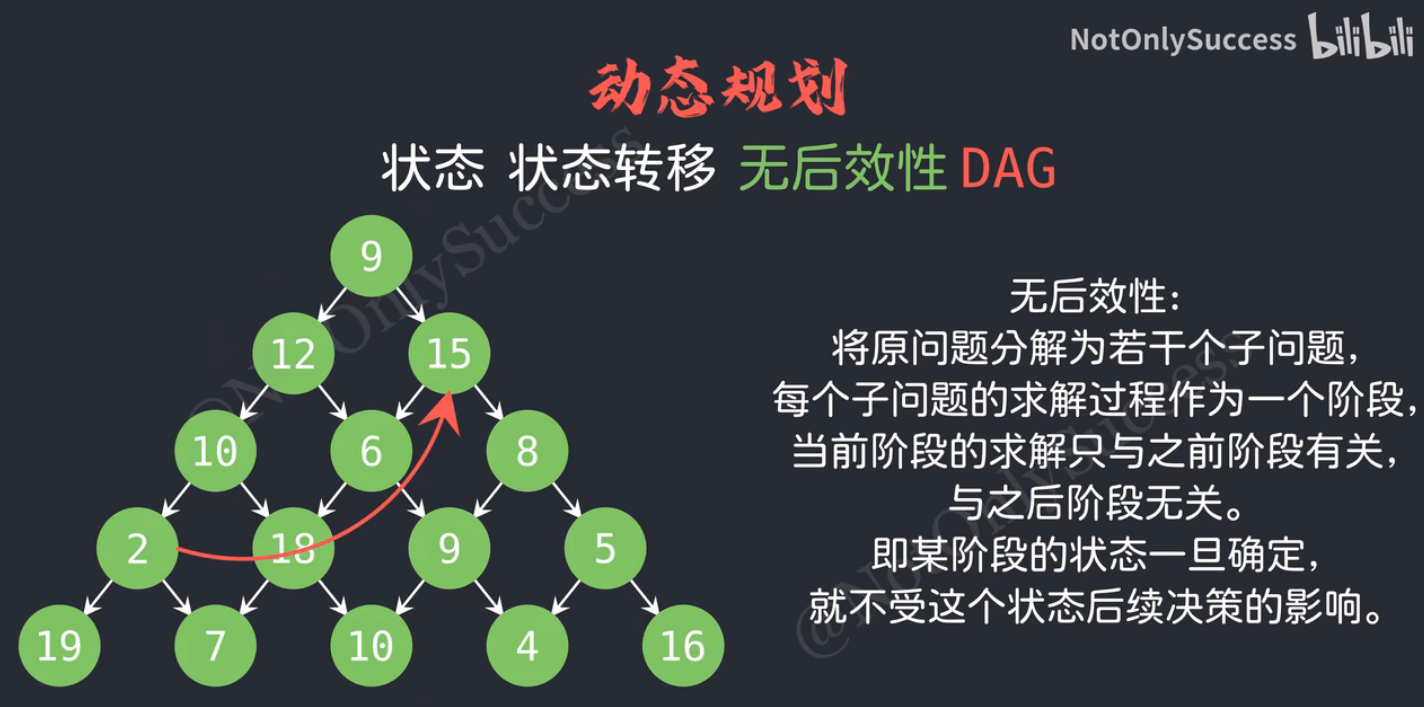 NotOnlySuccess bilibili
动态规划
状态 状态转移 无后效性 DAG
9
12 15
10 6 8
2 18 9 5
19 7 10 4 16
无后效性：
将原问题分解为若干个子问题，
每个子问题的求解过程作为一个阶段，
当前阶段的求解只与之前阶段有关，
与之后阶段无关。
即某阶段的状态一旦确定，
就不受这个状态后续决策的影响。
@NotOnlySuccess
@NotOnlySuccess